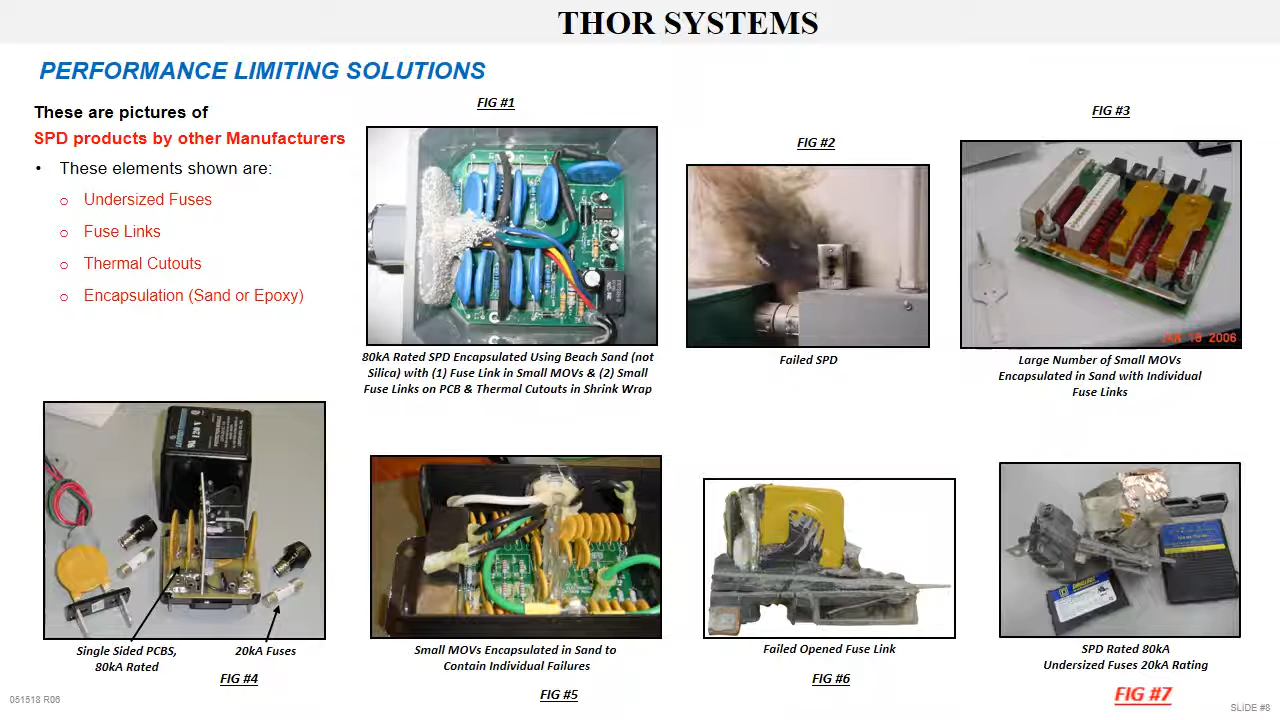 THOR SYSTEMS
PERFORMANCE LIMITING SOLUTIONS
These are pictures of
SPD products by other Manufacturers
• These elements shown are:
o Undersized Fuses
o Fuse Links
o Thermal Cutouts
o Encapsulation (Sand or Epoxy)
FIG #1
80kA Rated SPD Encapsulated Using Beach Sand (not
Silica) with (1) Fuse Link in Small MOVs & (2) Small
Fuse Links on PCB & Thermal Cutouts in Shrink Wrap
FIG #2
Failed SPD
FIG #3
JAN 18 2006
Large Number of Small MOVs
Encapsulated in Sand with Individual
Fuse Links
120 V
Single Sided PCBS,
80kA Rated
20kA Fuses
FIG #4
Small MOVs Encapsulated in Sand to
Contain Individual Failures
FIG #5
Failed Opened Fuse Link
FIG #6
SPD Rated 80kA
Undersized Fuses 20kA Rating
FIG #7
051518 R06
SLIDE #8